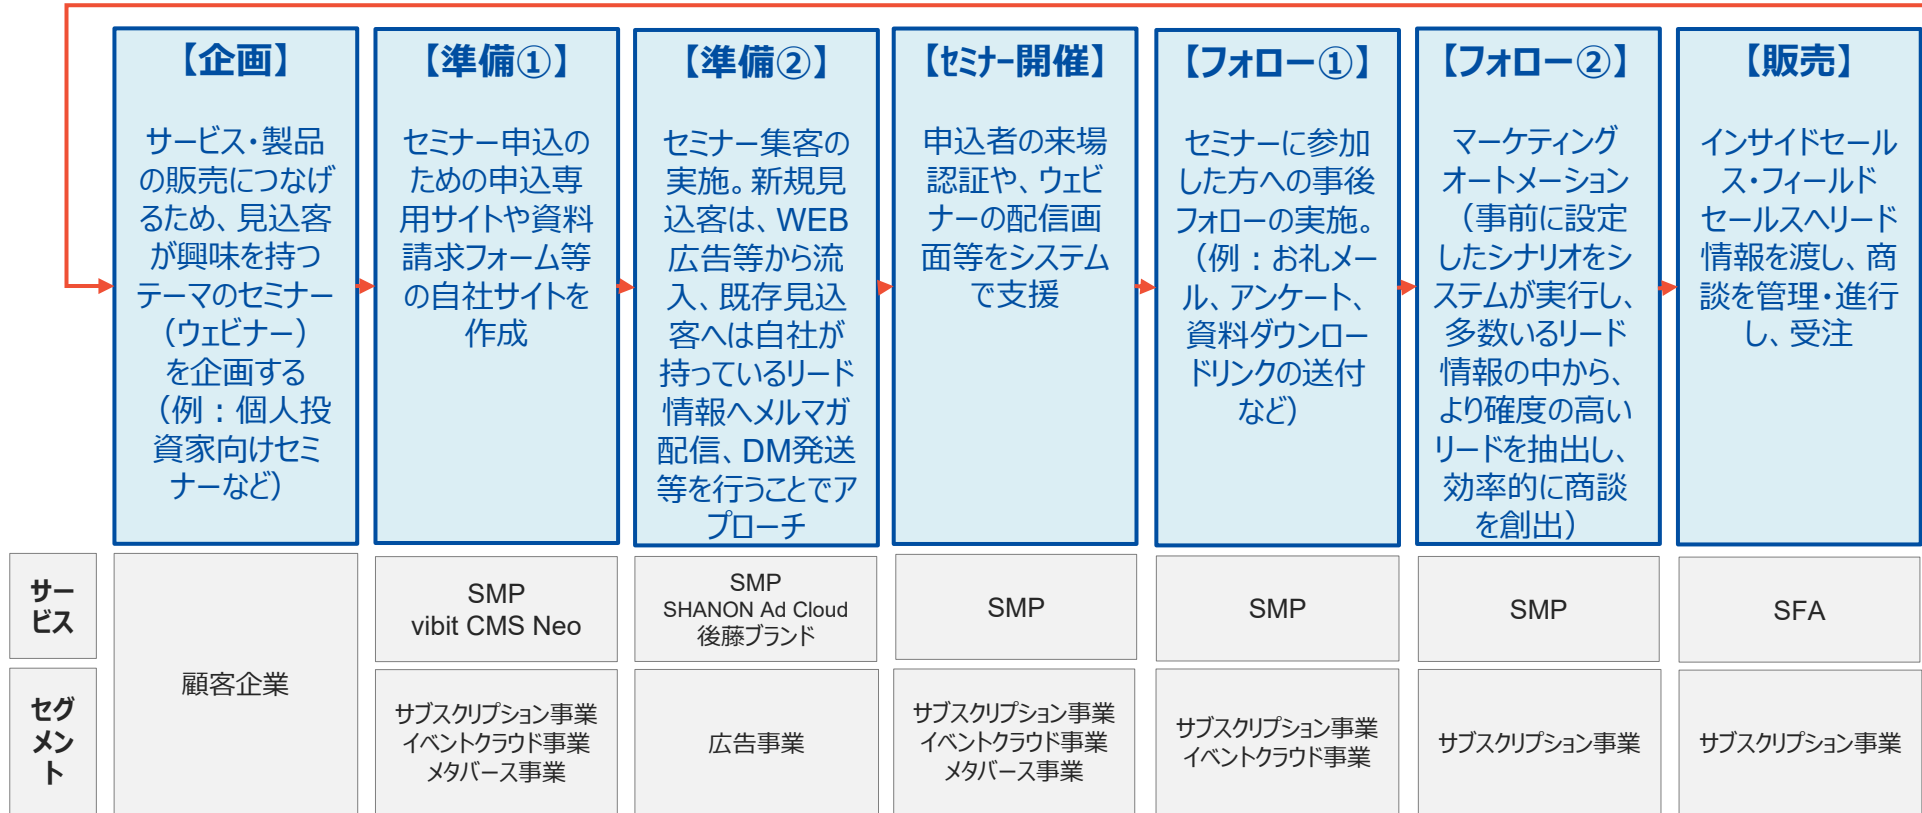 【企画】
サービス・製品
の販売につなげ
るため、見込客
が興味を持つ
テーマのセミナー
（ウェビナー）
を企画する
（例：個人投
資家向けセミ
ナーなど）
【準備①】
セミナー申込の
ための申込専
用サイトや資料
請求フォーム等
の自社サイトを
作成
【準備②】
セミナー集客の
実施。新規見
込客は、WEB
広告等から流
入、既存見込
客へは自社が
持っているリード
情報へメルマガ
配信、DM発送
等を行うことでア
プローチ
【セミナー開催】
申込者の来場
認証や、ウェビ
ナーの配信画
面等をシステム
で支援
【フォロー①】
セミナーに参加
した方への事後
フォローの実施。
（例：お礼メー
ル、アンケート、
資料ダウンロー
ドリンクの送付
など）
【フォロー②】
マーケティング
オートメーション
（事前に設定
したシナリオをシ
ステムが実行し、
多数いるリード
情報の中から、
より確度の高い
リードを抽出し、
効率的に商談
を創出）
【販売】
インサイドセール
ス・フィールド
セールスへリード
情報を渡し、商
談を管理・進行
し、受注
サー
ビス
顧客企業
SMP
vibit CMS Neo
SMP
SHANON Ad Cloud
後藤ブランド
SMP
SMP
SMP
SFA
セグ
メン
ト
サブスクリプション事業
イベントクラウド事業
メタバース事業
広告事業
サブスクリプション事業
イベントクラウド事業
メタバース事業
サブスクリプション事業
イベントクラウド事業
サブスクリプション事業
サブスクリプション事業